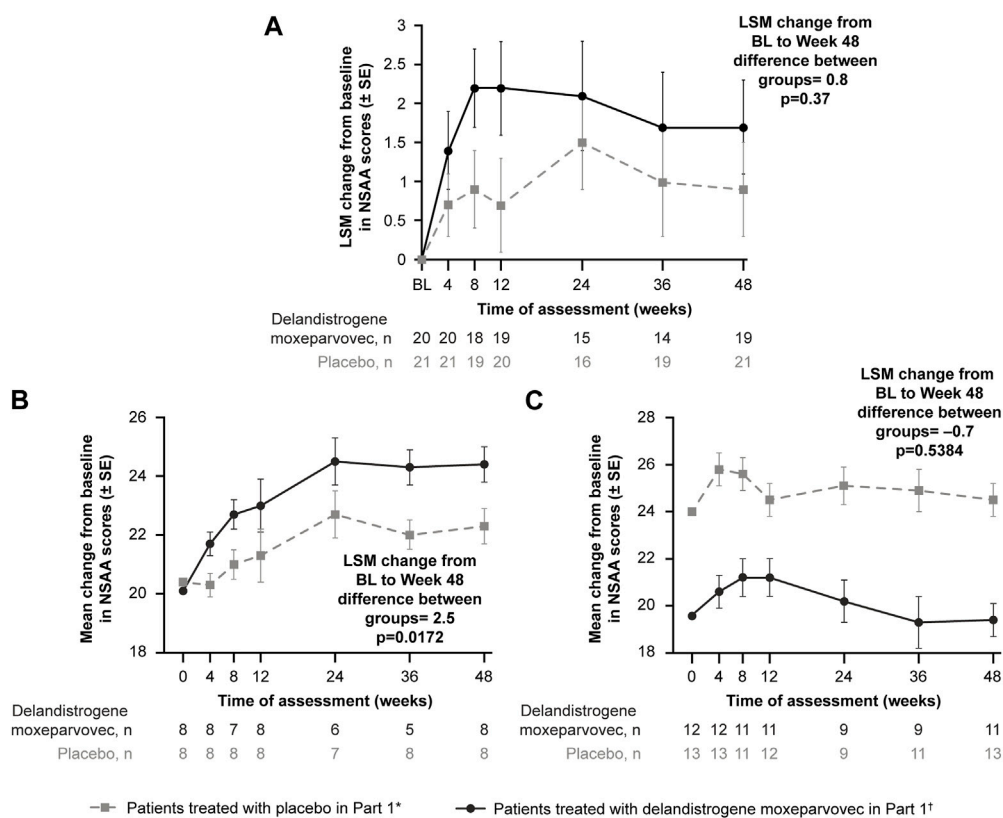 A
LSM change from
BL to Week 48
difference between
groups= 0.8
p=0.37
LSM change from baseline
in NSAA scores (± SE)
3
2.5
2
1.5
1
0.5
0
BL 4 8 12 24 36 48
Time of assessment (weeks)
Delandistrogene
moxeparvovec, n 20 20 18 19 15 14 19
Placebo, n 21 21 19 20 16 19 21
B
Mean change from baseline
in NSAA scores (± SE)
26
24
22
20
18
LSM change from
BL to Week 48
difference between
groups= 2.5
p=0.0172
0 4 8 12 24 36 48
Time of assessment (weeks)
Delandistrogene
moxeparvovec, n 8 8 7 8 6 5 8
Placebo, n 8 8 8 8 7 8 8
C
LSM change from
BL to Week 48
difference between
groups= –0.7
p=0.5384
Mean change from baseline
in NSAA scores (± SE)
28
26
24
22
20
18
0 4 8 12 24 36 48
Time of assessment (weeks)
Delandistrogene
moxeparvovec, n 12 12 11 11 9 9 11
Placebo, n 13 13 11 12 9 11 13
Patients treated with placebo in Part 1*
Patients treated with delandistrogene moxeparvovec in Part 1†